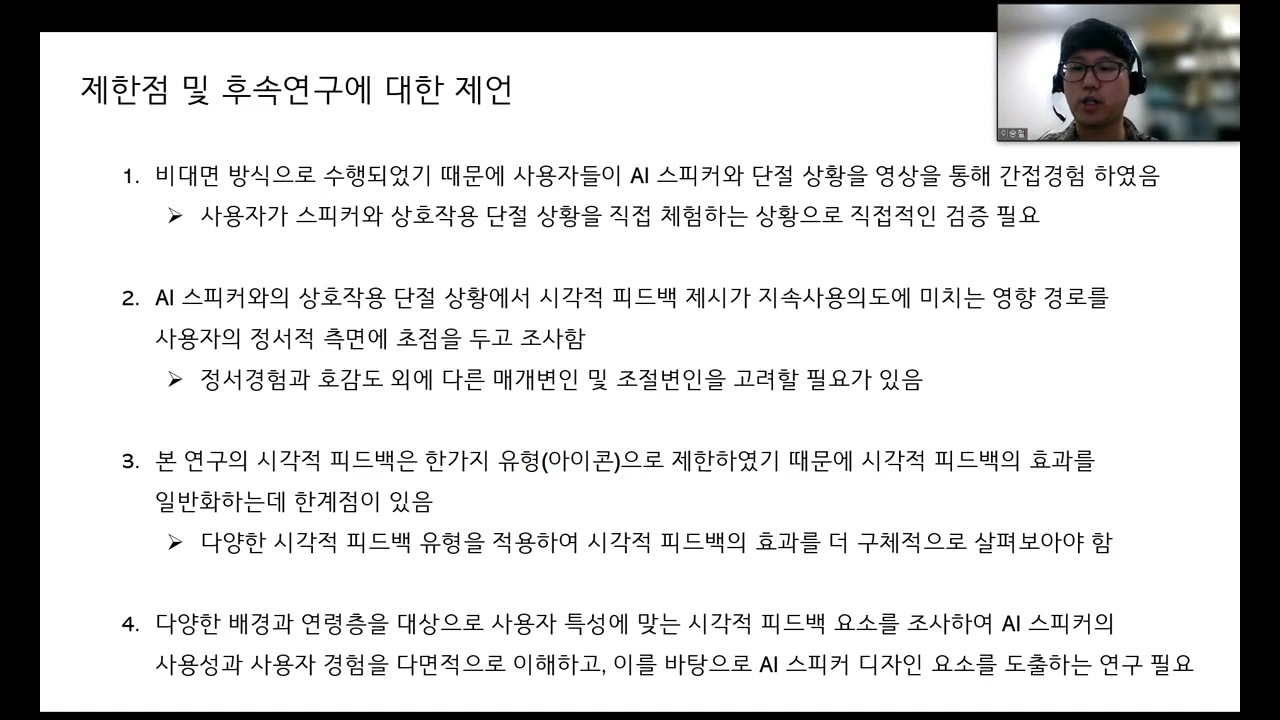 제한점 및 후속연구에 대한 제언
이승철
1. 비대면 방식으로 수행되었기 때문에 사용자들이 AI 스피커와 단절 상황을 영상을 통해 간접경험 하였음
➢ 사용자가 스피커와 상호작용 단절 상황을 직접 체험하는 상황으로 직접적인 검증 필요
2. AI 스피커와의 상호작용 단절 상황에서 시각적 피드백 제시가 지속사용의도에 미치는 영향 경로를
사용자의 정서적 측면에 초점을 두고 조사함
➢ 정서경험과 호감도 외에 다른 매개변인 및 조절변인을 고려할 필요가 있음
3. 본 연구의 시각적 피드백은 한가지 유형(아이콘)으로 제한하였기 때문에 시각적 피드백의 효과를
일반화하는데 한계점이 있음
➢ 다양한 시각적 피드백 유형을 적용하여 시각적 피드백의 효과를 더 구체적으로 살펴보아야 함
4. 다양한 배경과 연령층을 대상으로 사용자 특성에 맞는 시각적 피드백 요소를 조사하여 AI 스피커의
사용성과 사용자 경험을 다면적으로 이해하고, 이를 바탕으로 AI 스피커 디자인 요소를 도출하는 연구 필요